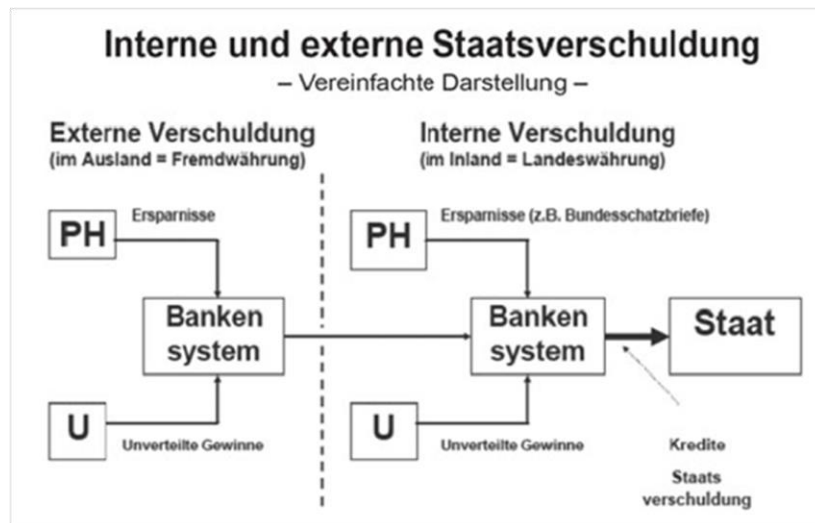 Interne und externe Staatsverschuldung
– Vereinfachte Darstellung –
Externe Verschuldung
(im Ausland = Fremdwährung)
PH
Ersparnisse
Banken
system
U
Unverteilte Gewinne
Interne Verschuldung
(im Inland = Landeswährung)
PH
Ersparnisse (z.B. Bundesschatzbriefe)
Banken
system
U
Unverteilte Gewinne
Staat
Kredite
Staats
verschuldung